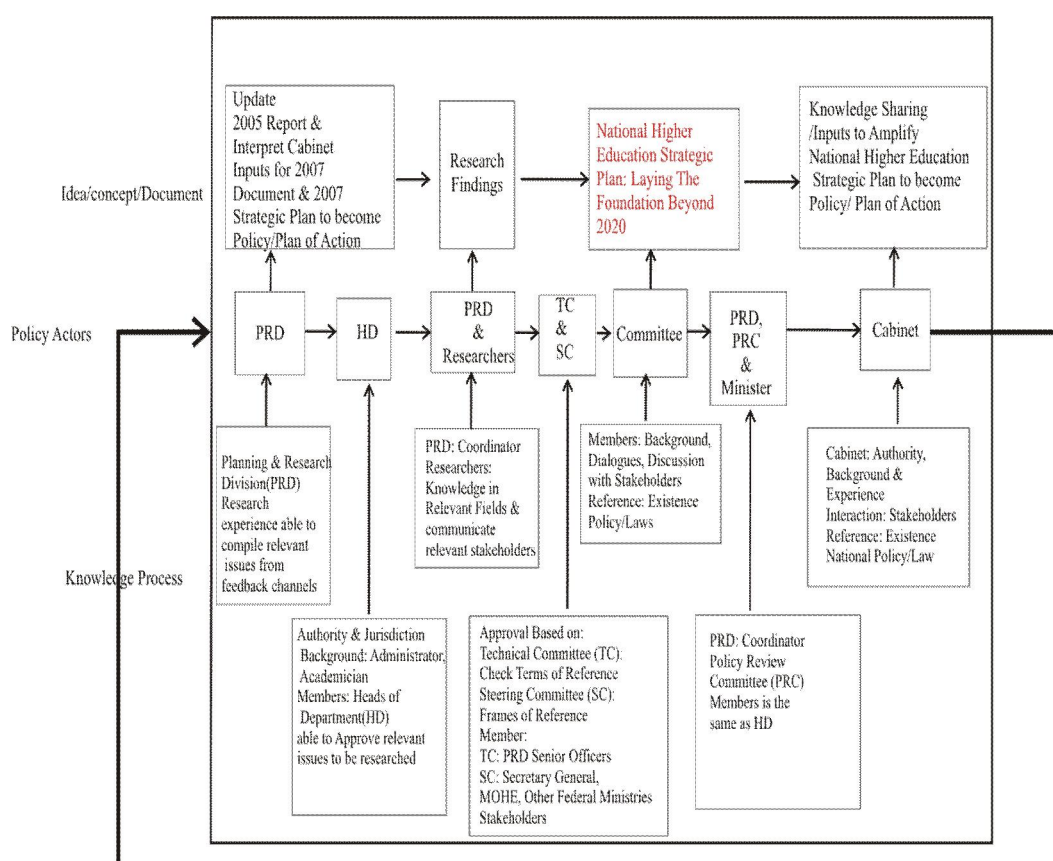 Idea/concept/Document
Update
2005 Report &
Interpret Cabinet
Inputs for 2007
Document & 2007
Strategic Plan to become
Policy/Plan of Action
Research
Findings
National Higher
Education Strategic
Plan: Laying The
Foundation Beyond
2020
Knowledge Sharing
/Inputs to Amplify
National Higher Education
Strategic Plan to become
Policy/ Plan of Action
Policy Actors
PRD
HD
PRD
&
Researchers
TC
&
SC
Committee
PRD,
PRC
&
Minister
Cabinet
Knowledge Process
Planning & Research
Division(PRD)
Research
experience able to
compile relevant
issues from
feedback channels
Authority & Jurisdiction
Background: Administrator,
Academician
Members: Heads of
Department(HD)
able to Approve relevant
issues to be researched
PRD: Coordinator
Researchers:
Knowledge in
Relevant Fields &
communicate
relevant stakeholders
Approval Based on:
Technical Committee (TC):
Check Terms of Reference
Steering Committee (SC):
Frames of Reference
Member:
TC: PRD Senior Officers
SC: Secretary General,
MOHE, Other Federal Ministries
Stakeholders
Members: Background,
Dialogues, Discussion
with Stakeholders
Reference: Existence
Policy/Laws
PRD: Coordinator
Policy Review
Committee (PRC)
Members is the
same as HD
Cabinet: Authority,
Background &
Experience
Interaction: Stakeholders
Reference: Existence
National Policy/Law